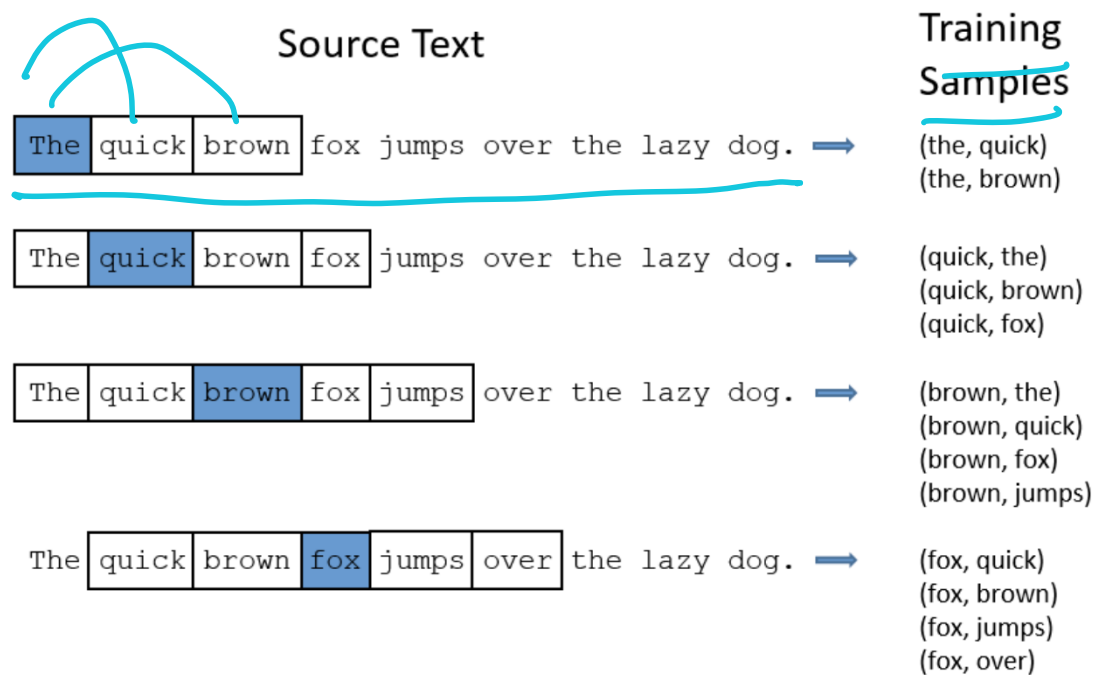 Source Text
Training
Samples
The quick brown fox jumps over the lazy dog.
(the, quick)
(the, brown)
The quick brown fox jumps over the lazy dog.
(quick, the)
(quick, brown)
(quick, fox)
The quick brown fox jumps over the lazy dog.
(brown, the)
(brown, quick)
(brown, fox)
(brown, jumps)
The quick brown fox jumps over the lazy dog.
(fox, quick)
(fox, brown)
(fox, jumps)
(fox, over)